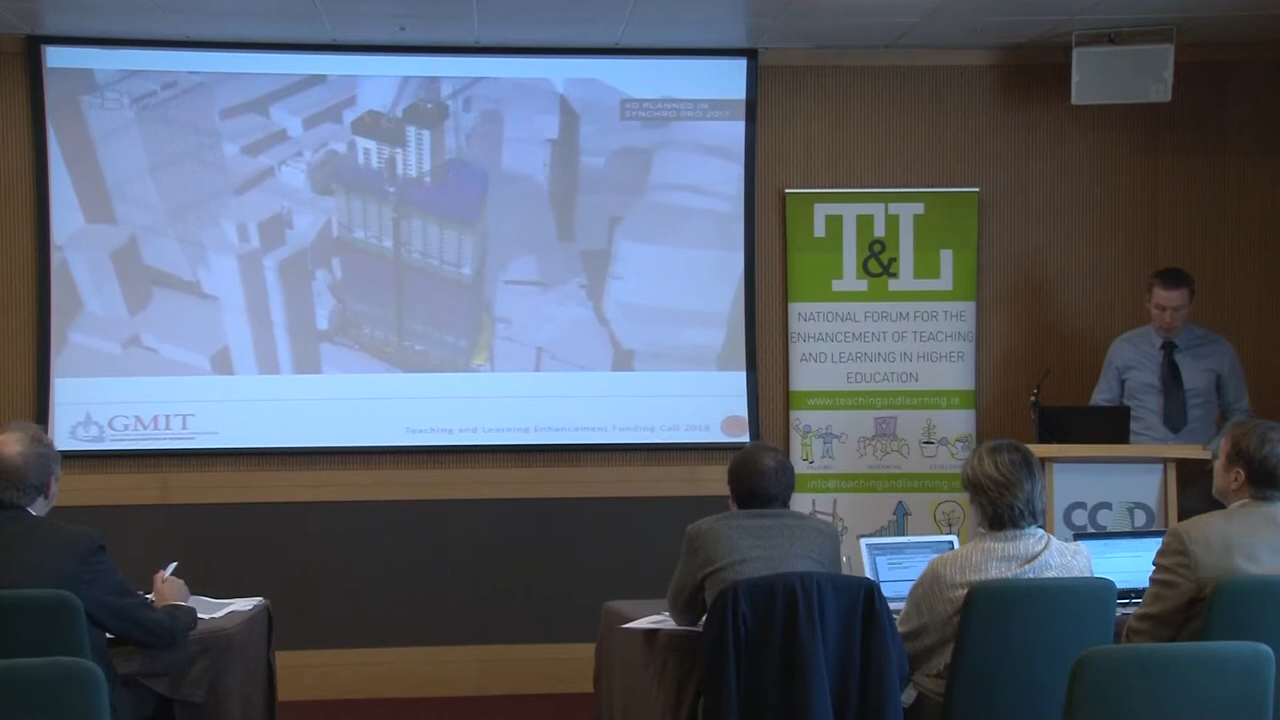 4D PLANNED IN
SYNCHRO PRO 2017
GMIT
Teaching and Learning Enhancement Funding Call 2018
T&L
NATIONAL FORUM FOR THE
ENHANCEMENT OF TEACHING
AND LEARNING IN HIGHER
EDUCATION
www.teachingandlearning.ie
info@teachingandlearning.ie